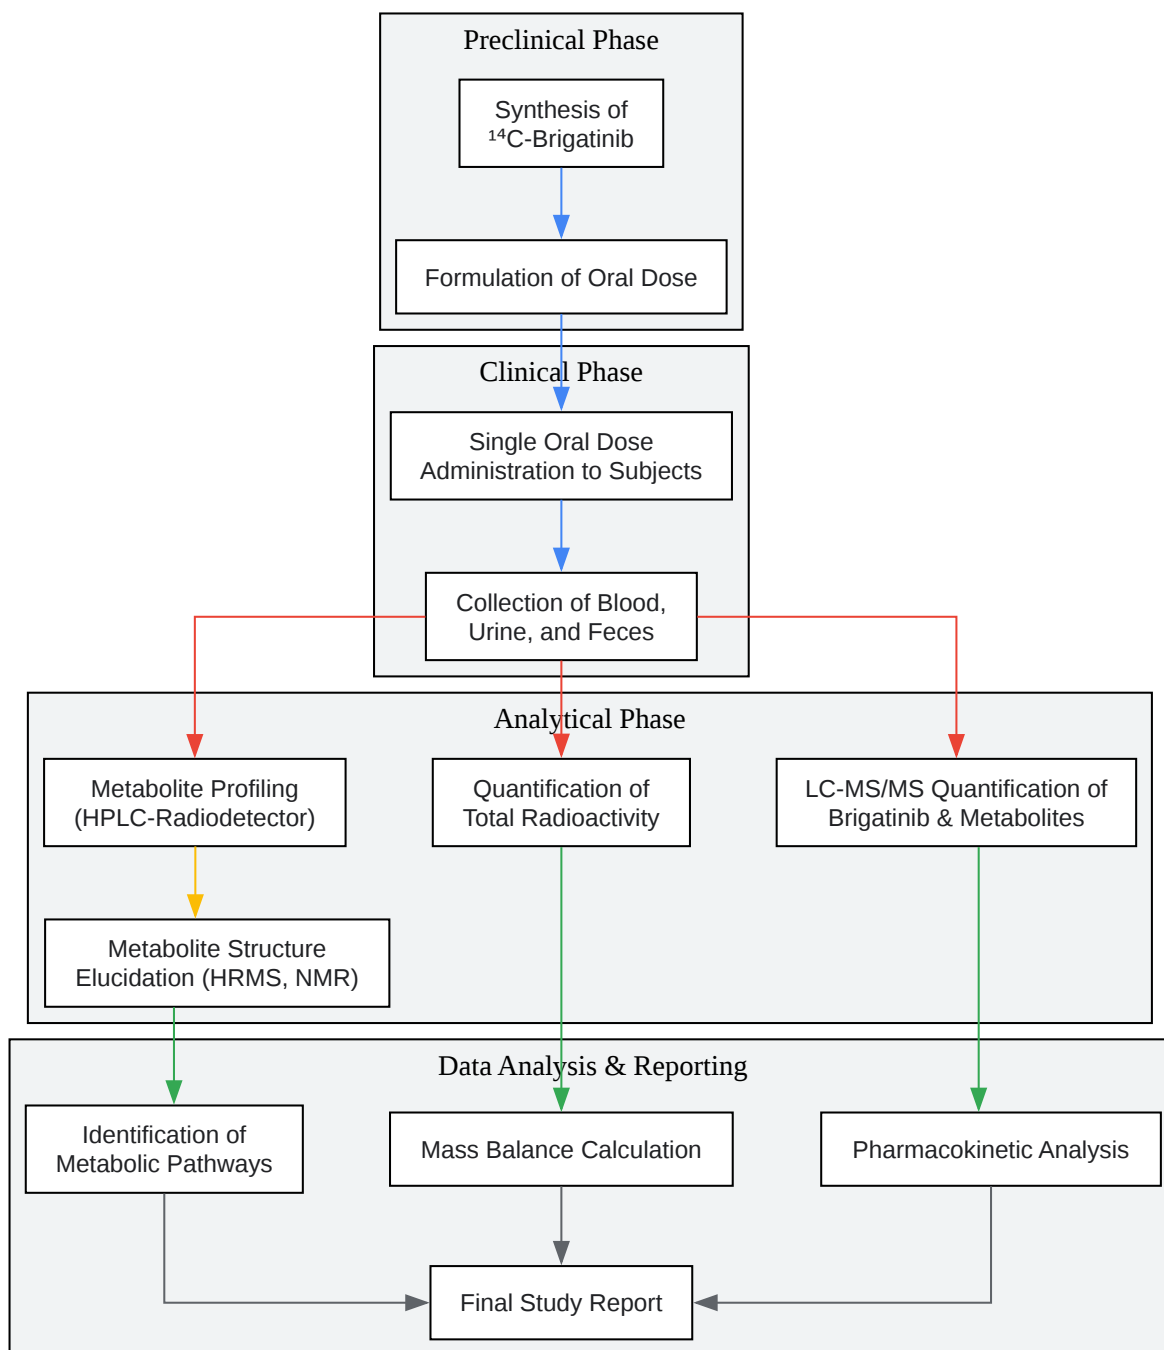 Preclinical Phase
Synthesis of
¹⁴C-Brigatinib
Formulation of Oral Dose
Clinical Phase
Single Oral Dose
Administration to Subjects
Collection of Blood,
Urine, and Feces
Analytical Phase
Metabolite Profiling
(HPLC-Radiodetector)
Quantification of
Total Radioactivity
LC-MS/MS Quantification of
Brigatinib & Metabolites
Metabolite Structure
Elucidation (HRMS, NMR)
Data Analysis & Reporting
Identification of
Metabolic Pathways
Mass Balance Calculation
Pharmacokinetic Analysis
Final Study Report